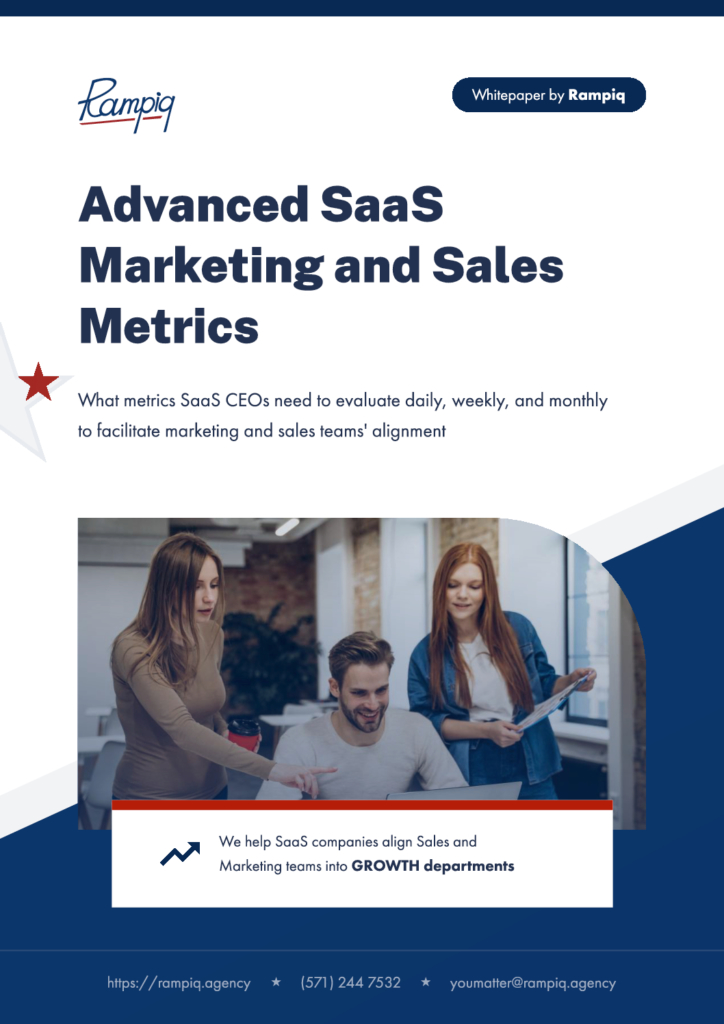 Rampiq
Whitepaper by Rampiq
Advanced SaaS
Marketing and Sales
Metrics
What metrics SaaS CEOs need to evaluate daily, weekly, and monthly
to facilitate marketing and sales teams' alignment
We help SaaS companies align Sales and
Marketing teams into GROWTH departments
https://rampiq.agency ★ (571) 244 7532 ★ youmatter@rampiq.agency